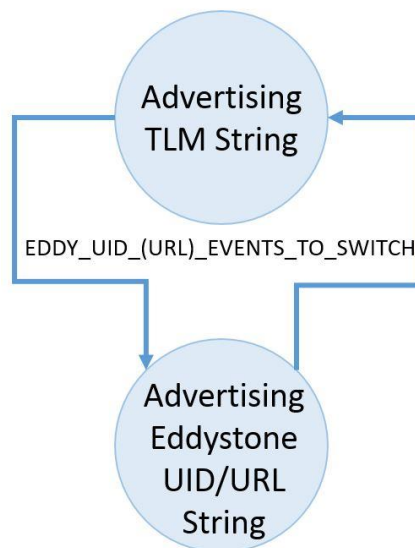 Advertising
TLM String
EDDY_UID_(URL)_EVENTS_TO_SWITCH
Advertising
Eddystone
UID/URL
String